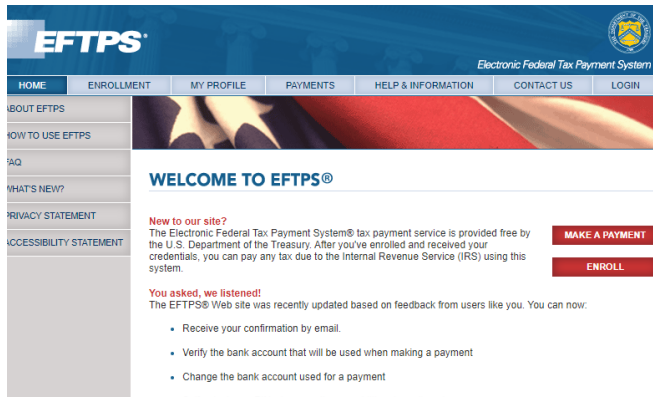 EFTPS®
Electronic Federal Tax Payment System
HOME ENROLLMENT MY PROFILE PAYMENTS HELP & INFORMATION CONTACT US LOGIN
ABOUT EFTPS
HOW TO USE EFTPS
FAQ
WHAT'S NEW?
PRIVACY STATEMENT
ACCESSIBILITY STATEMENT
WELCOME TO EFTPS®
New to our site?
The Electronic Federal Tax Payment System® tax payment service is provided free by
the U.S. Department of the Treasury. After you've enrolled and received your
credentials, you can pay any tax due to the Internal Revenue Service (IRS) using this
system.
MAKE A PAYMENT
ENROLL
You asked, we listened!
The EFTPS® Web site was recently updated based on feedback from users like you. You can now:
• Receive your confirmation by email.
• Verify the bank account that will be used when making a payment
• Change the bank account used for a payment